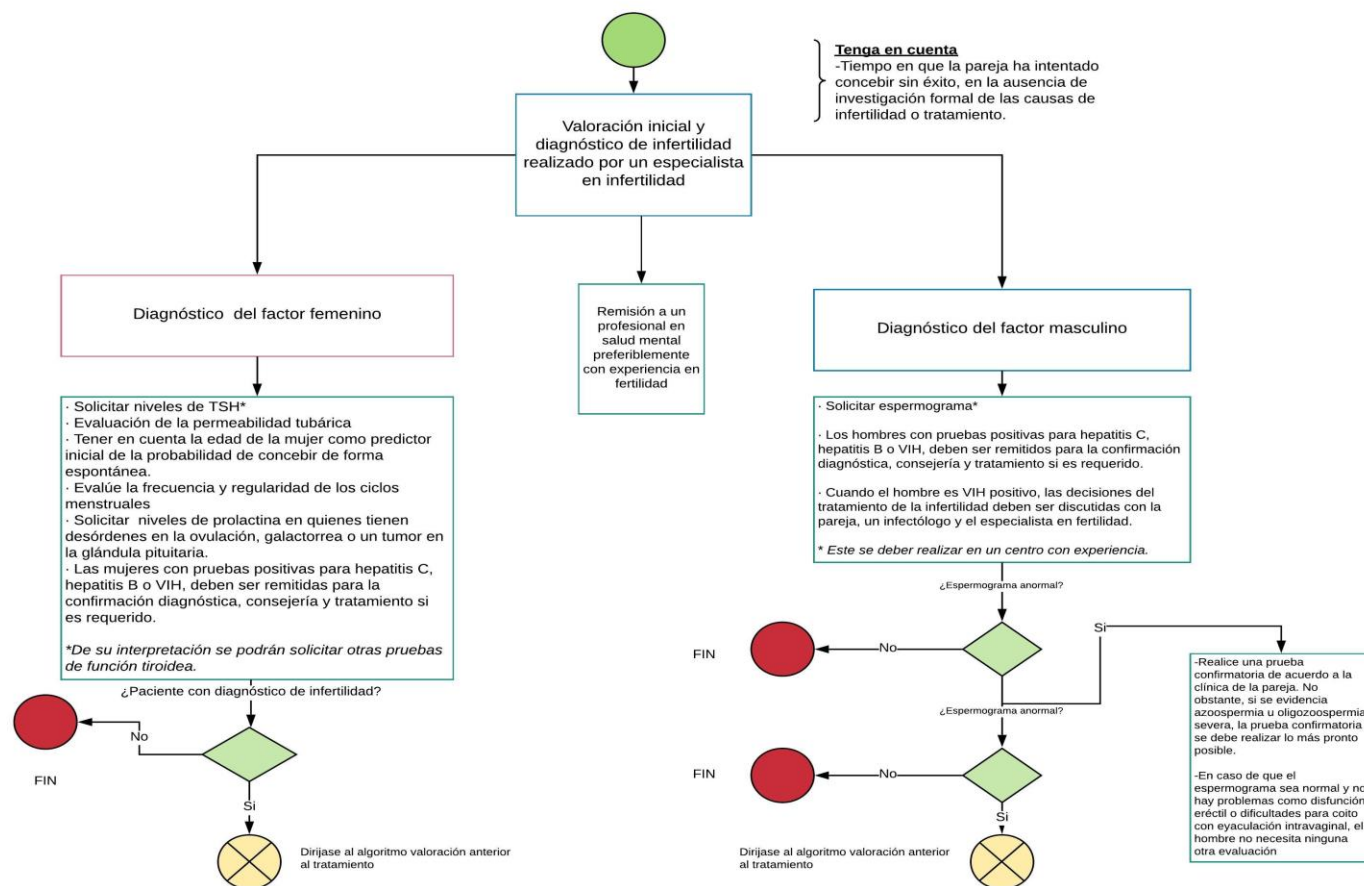 Tenga en cuenta
-Tiempo en que la pareja ha intentado
concebir sin éxito, en la ausencia de
investigación formal de las causas de
infertilidad o tratamiento.
Valoración inicial y
diagnóstico de infertilidad
realizado por un especialista
en infertilidad
Diagnóstico del factor femenino
Remisión a un
profesional en
salud mental
preferiblemente
con experiencia en
fertilidad
Diagnóstico del factor masculino
· Solicitar niveles de TSH*
· Evaluación de la permeabilidad tubárica
· Tener en cuenta la edad de la mujer como predictor
inicial de la probabilidad de concebir de forma
espontánea.
· Evalúe la frecuencia y regularidad de los ciclos
menstruales
· Solicitar niveles de prolactina en quienes tienen
desórdenes en la ovulación, galactorrea o un tumor en
la glándula pituitaria.
· Las mujeres con pruebas positivas para hepatitis C,
hepatitis B o VIH, deben ser remitidas para la
confirmación diagnóstica, consejería y tratamiento si
es requerido.
*De su interpretación se podrán solicitar otras pruebas
de función tiroidea.
¿Paciente con diagnóstico de infertilidad?
No
FIN
Si
Dirijase al algoritmo valoración anterior
al tratamiento
· Solicitar espermograma*
· Los hombres con pruebas positivas para hepatitis C,
hepatitis B o VIH, deben ser remitidos para la confirmación
diagnóstica, consejería y tratamiento si es requerido.
· Cuando el hombre es VIH positivo, las decisiones del
tratamiento de la infertilidad deben ser discutidas con la
pareja, un infectólogo y el especialista en fertilidad.
* Este se deber realizar en un centro con experiencia.
¿Espermograma anormal?
FIN
No
Si
¿Espermograma anormal?
FIN
No
Si
Dirijase al algoritmo valoración anterior
al tratamiento
-Realice una prueba
confirmatoria de acuerdo a la
clínica de la pareja. No
obstante, si se evidencia
azoospermia u oligozoospermia
severa, la prueba confirmatoria
se debe realizar lo más pronto
posible.
-En caso de que el
espermograma sea normal y no
hay problemas como disfunción
eréctil o dificultades para coito
con eyaculación intravaginal, el
hombre no necesita ninguna
otra evaluación